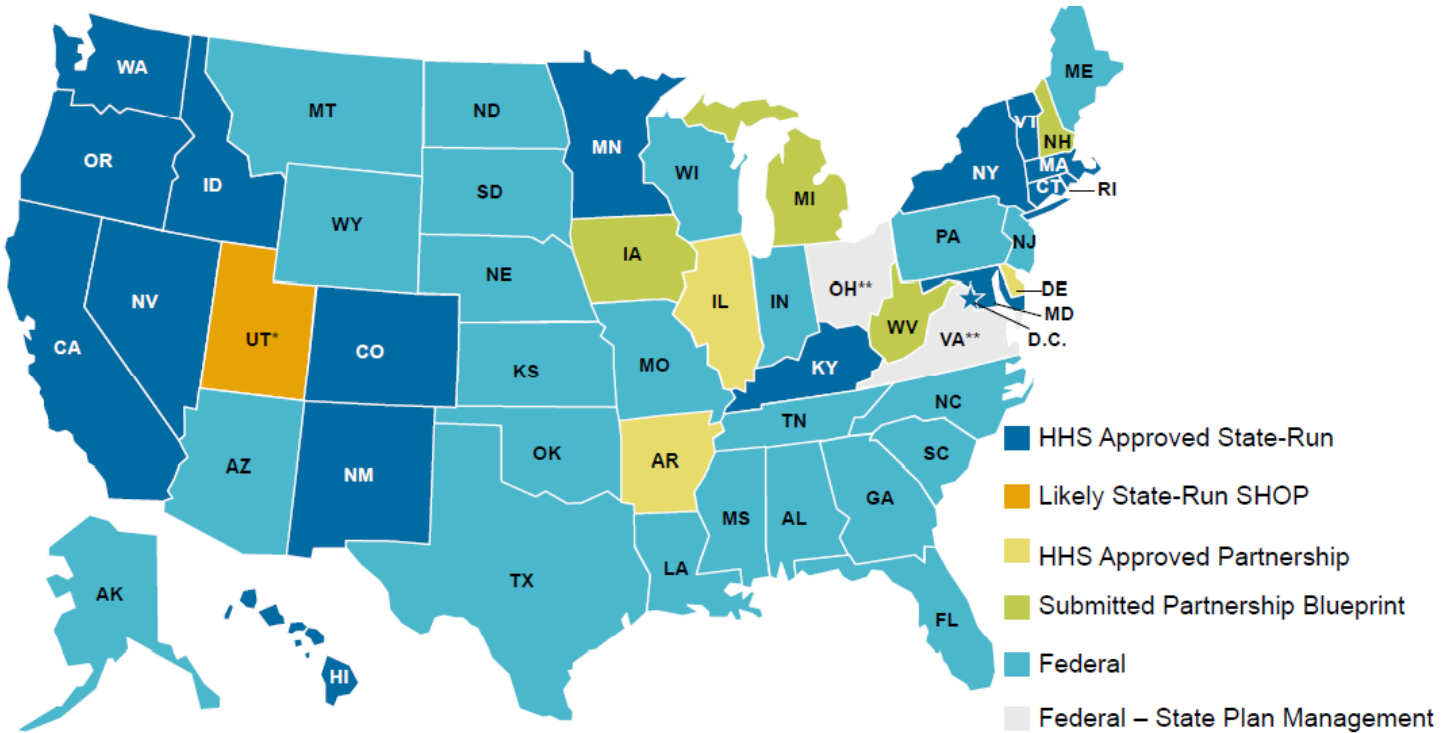 WA
MT
ND
MN
ME
VT
NH
OR
ID
SD
WI
NY
MA
CT
RI
WY
MI
PA
NJ
IA
NE
NV
IL
IN
OH**
DE
MD
D.C.
UT*
CO
WV
VA**
CA
KS
MO
KY
NC
TN
AZ
NM
OK
AR
SC
GA
MS
AL
TX
LA
AK
FL
HI
HHS Approved State-Run
Likely State-Run SHOP
HHS Approved Partnership
Submitted Partnership Blueprint
Federal
Federal – State Plan Management